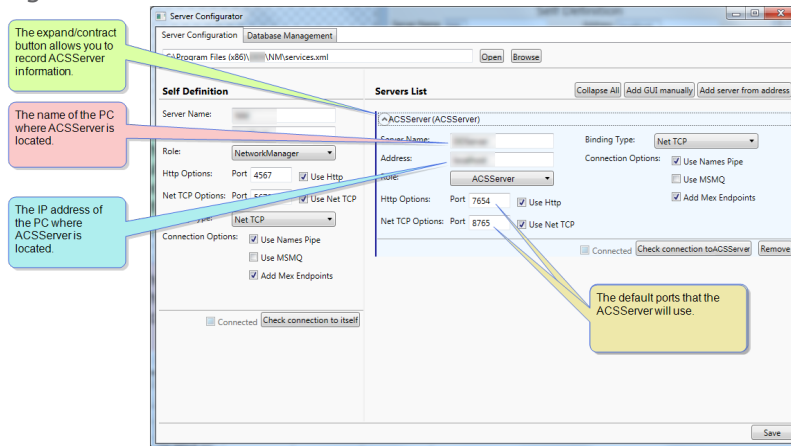 Server Configurator
Server Configuration Database Management
C:\Program Files (x86)\ \NM\services.xml Open Browse
The expand/contract
button allows you to
record ACSServer
information.
The name of the PC
where ACSServer is
located.
The IP address of
the PC where
ACSServer is
located.
Self Definition
Server Name:
Role: NetworkManager
Http Options: Port 4567 Use Http
Net TCP Options: Port Use Net TCP
Net TCP
Connection Options: Use Names Pipe
Use MSMQ
Add Mex Endpoints
Connected Check connection to itself
Servers List Collapse All Add GUI manually Add server from address
ACSServer (ACSServer)
Server Name:
Address:
Role: ACSServer
Http Options: Port 7654 Use Http
Net TCP Options: Port 8765 Use Net TCP
Binding Type: Net TCP
Connection Options: Use Names Pipe
Use MSMQ
Add Mex Endpoints
Connected Check connection toACSServer Remove
The default ports that the
ACSServer will use.
Save